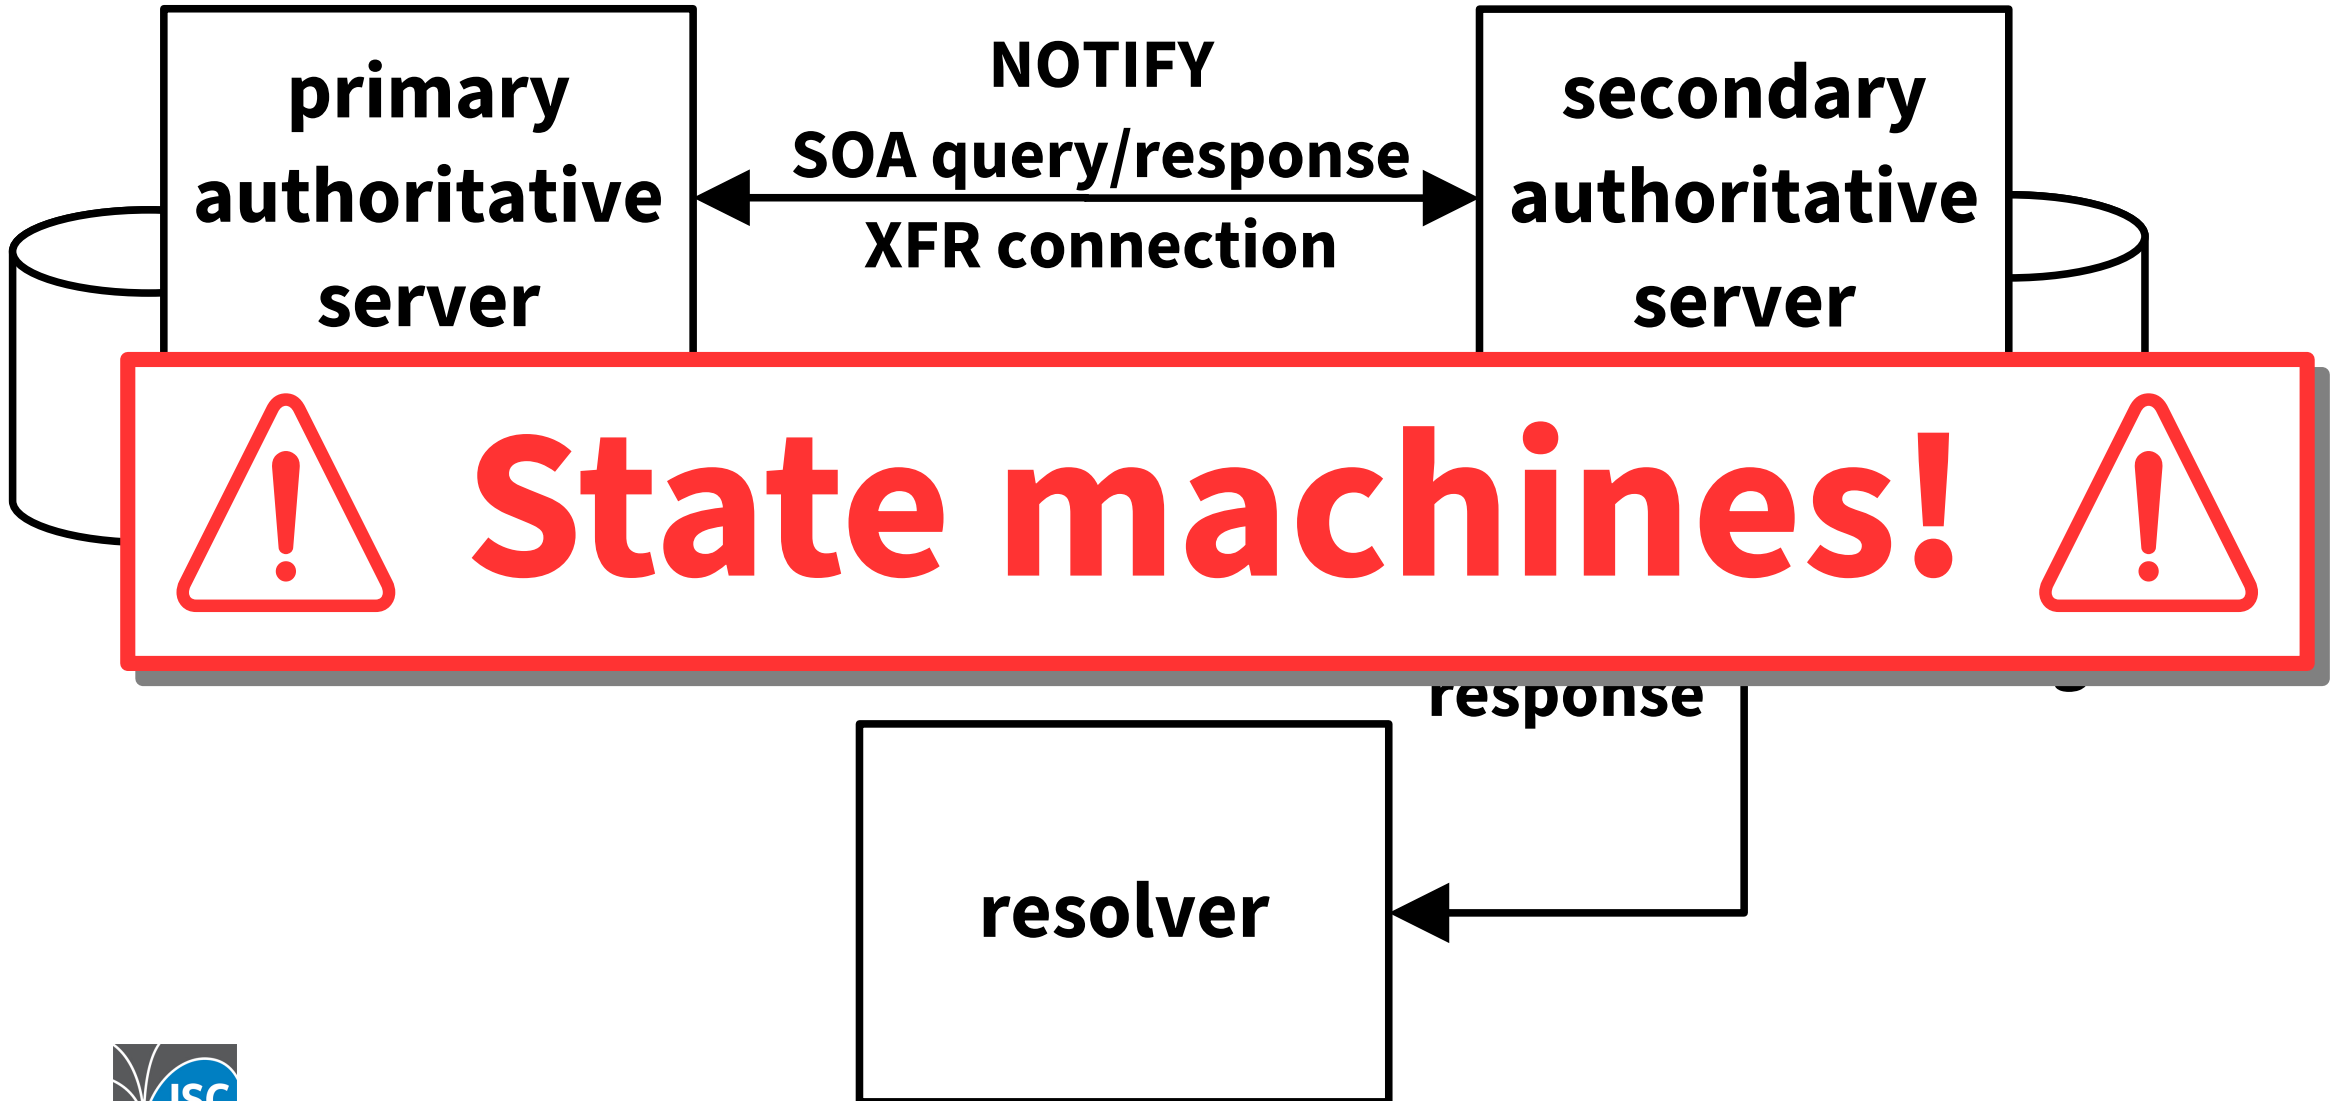 primary
authoritative
server
NOTIFY
SOA query/response
XFR connection
secondary
authoritative
server
State machines!
response
resolver
ISC